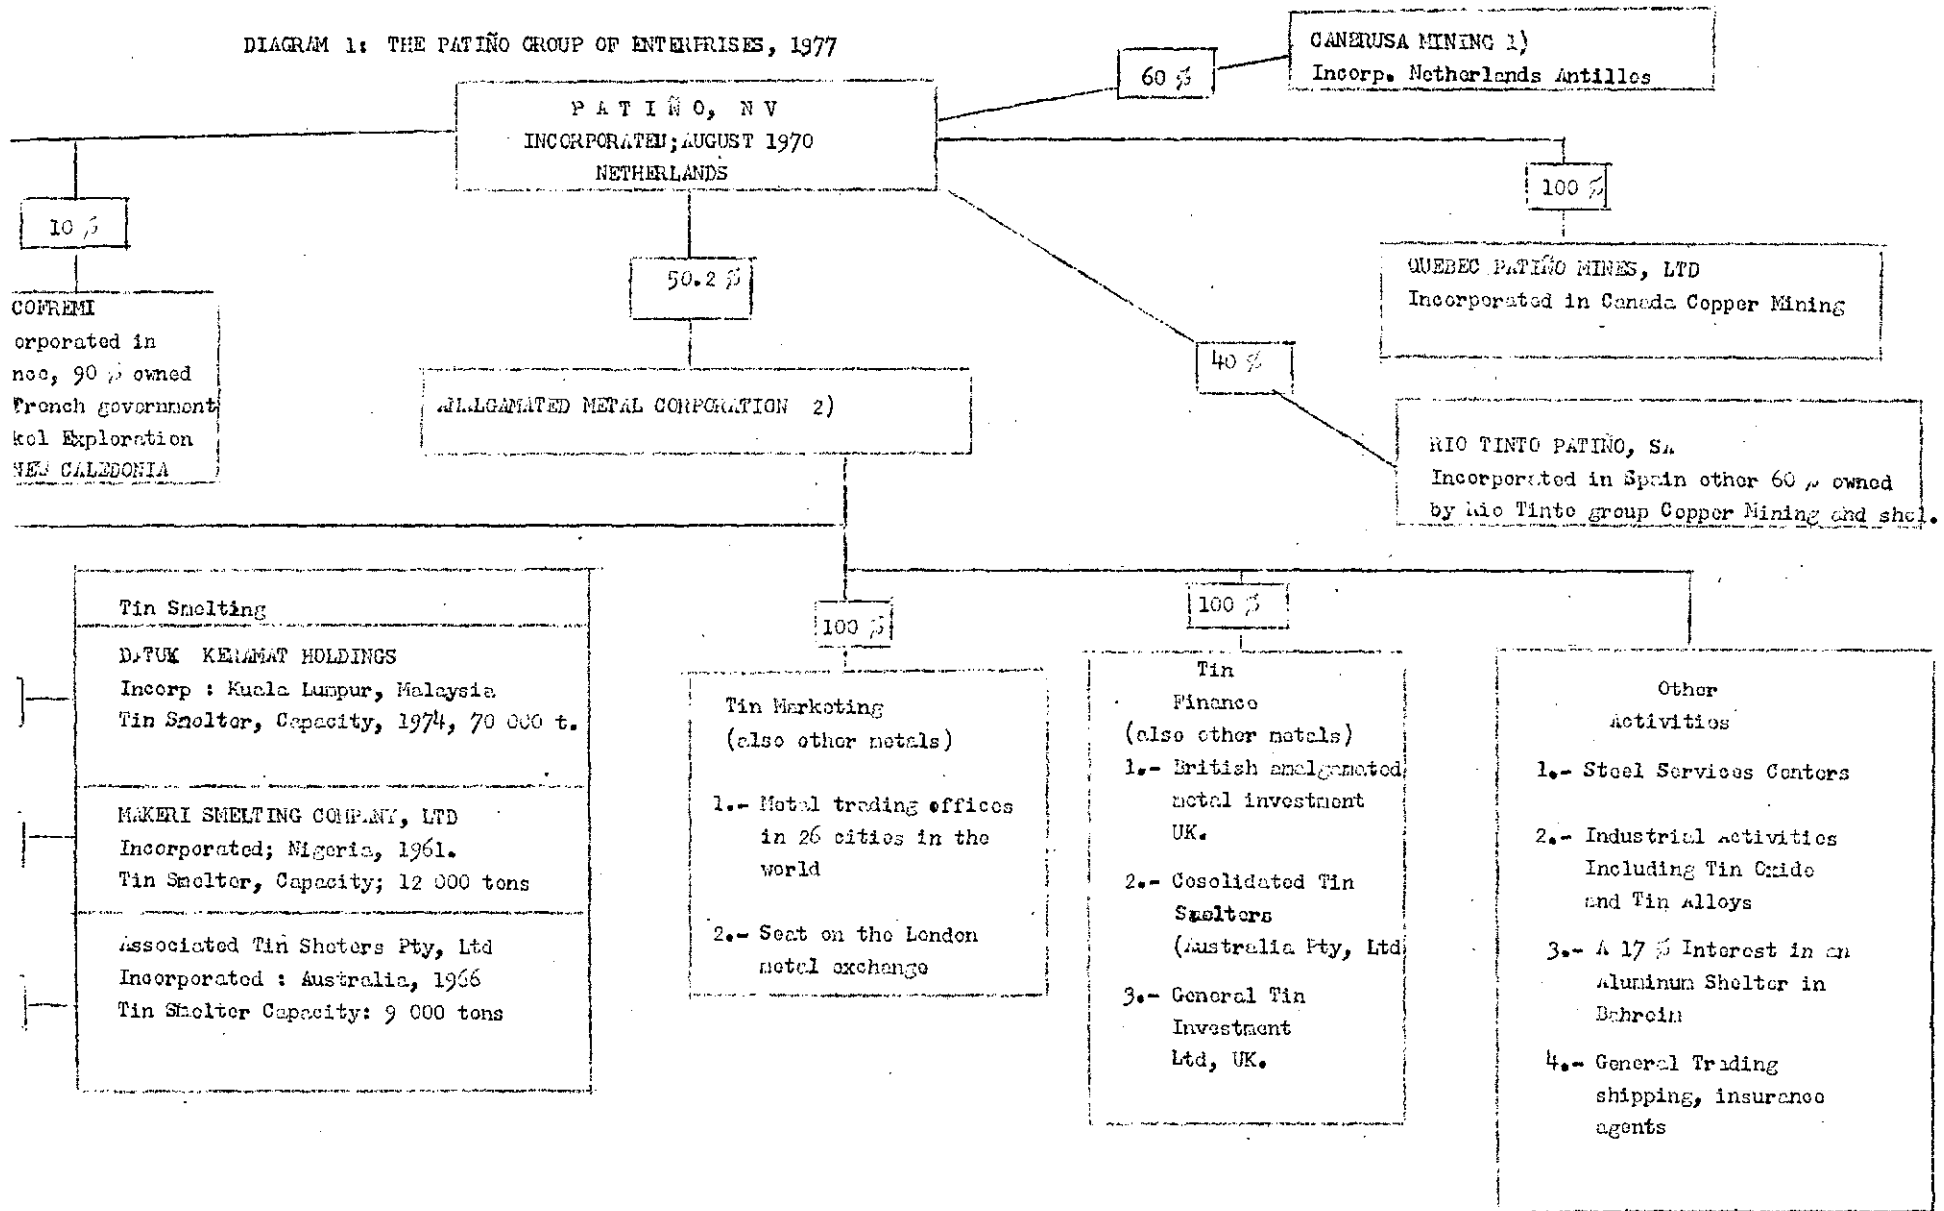 DIAGRAM 1: THE PATIÑO GROUP OF ENTERPRISES, 1977
PATIÑO, NV
INCORPORATED; AUGUST 1970
NETHERLANDS
60 %
CANERUSA MINING 1)
Incorp. Netherlands Antilles
100 %
QUEBEC PATIÑO MINES, LTD
Incorporated in Canada Copper Mining
10 %
COFREMI
orporated in
nce, 90 % owned
French government
kel Exploration
NEW CALEDONIA
50.2 %
AMALGAMATED METAL CORPORATION 2)
40 %
RIO TINTO PATIÑO, SA
Incorporated in Spain other 60 % owned
by Rio Tinto group Copper Mining and shel.
Tin Smelting
DATUK KERAMAT HOLDINGS
Incorp : Kuala Lumpur, Malaysia
Tin Smelter, Capacity, 1974, 70 000 t.
MAKERI SMELTING COMPANY, LTD
Incorporated; Nigeria, 1961.
Tin Smelter, Capacity; 12 000 tons
Associated Tin Sheters Pty, Ltd
Incorporated : Australia, 1966
Tin Shelter Capacity: 9 000 tons
100 %
Tin Marketing
(also other metals)
1.- Metal trading offices
in 26 cities in the
world
2.- Seat on the London
metal exchange
100 %
Tin
Finance
(also other metals)
1.- British amalgamated
metal investment
UK.
2.- Cosolidated Tin
Smelters
(Australia Pty, Ltd
3.- General Tin
Investment
Ltd, UK.
Other
Activities
1.- Steel Services Centers
2.- Industrial Activities
Including Tin Oxide
and Tin Alloys
3.- A 17 % Interest in an
Aluminum Shelter in
Bahrein
4.- General Trading
shipping, insurance
agents